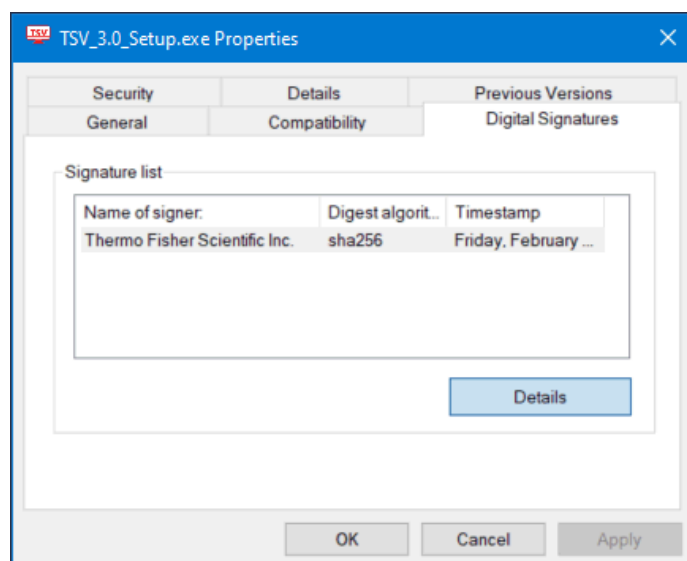 TSV
TSV_3.0_Setup.exe Properties
Security Details Previous Versions
General Compatibility Digital Signatures
Signature list
Name of signer: Digest algorit... Timestamp
Thermo Fisher Scientific Inc. sha256 Friday, February ...
Details
OK Cancel Apply